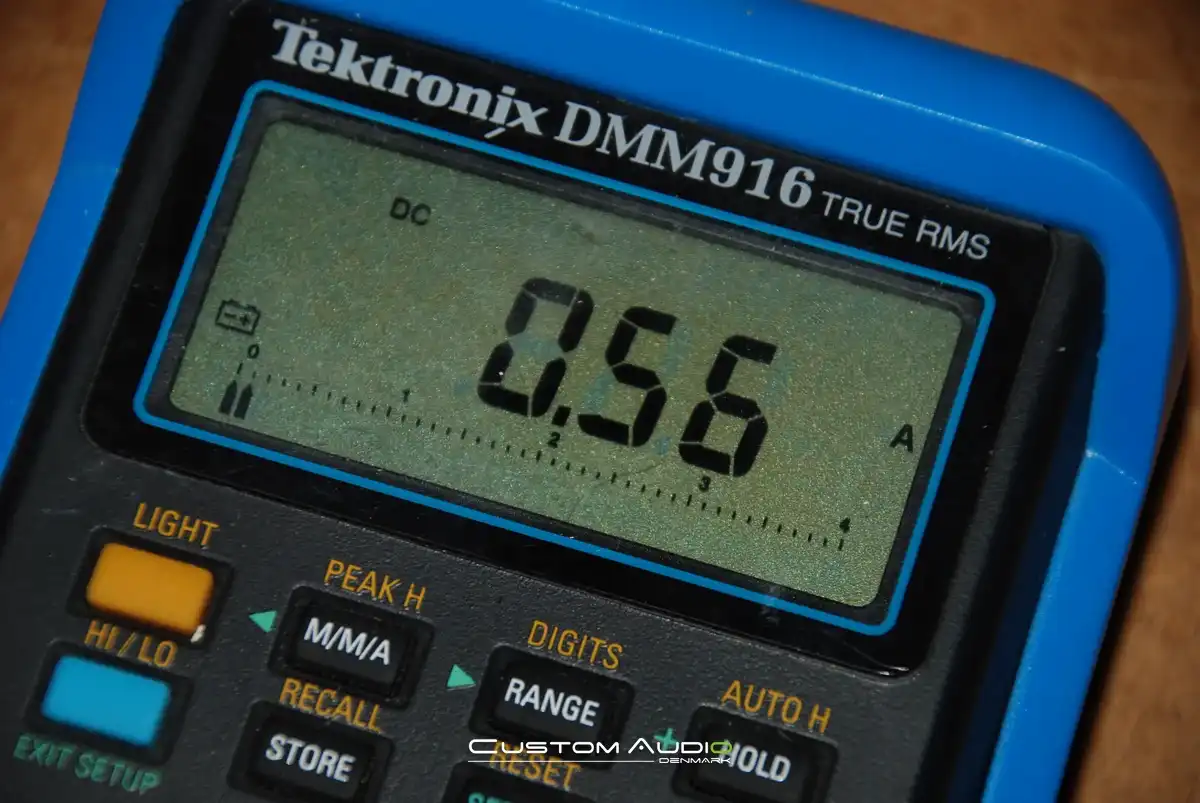 Tektronix DMM916 TRUE RMS
DC
0.56
A
0 1 2 3 4
LIGHT
PEAK H
M/M/A
DIGITS
RANGE
AUTO H
HOLD
HI/LO
RECALL
STORE
RESET
EXIT SETUP
CUSTOM AUDIO
DENMARK